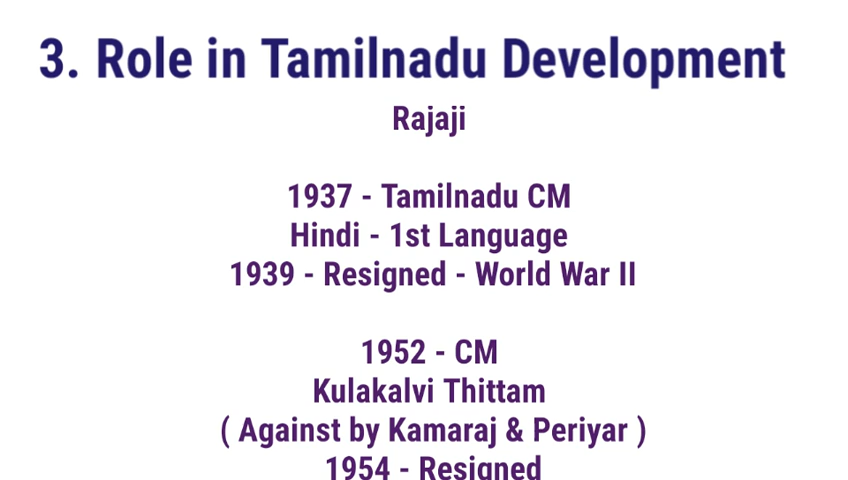 3. Role in Tamilnadu Development
Rajaji
1937 - Tamilnadu CM
Hindi - 1st Language
1939 - Resigned - World War II
1952 - CM
Kulakalvi Thittam
( Against by Kamaraj & Periyar )
1954 - Resigned